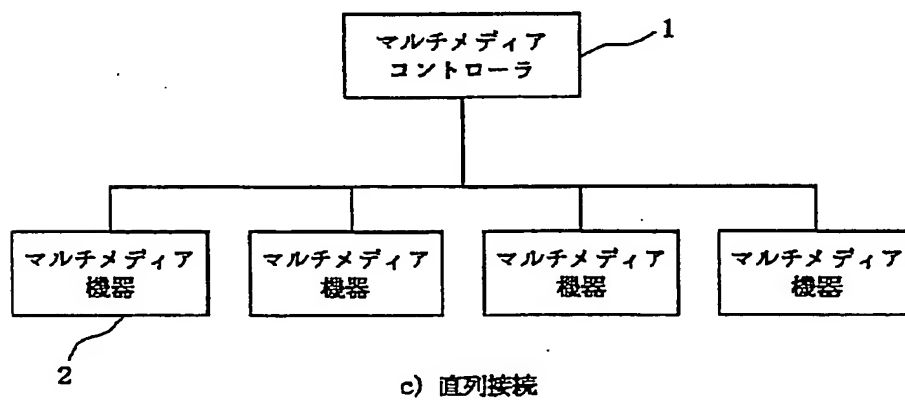 マルチメディア
コントローラ
1
マルチメディア
機器
マルチメディア
機器
マルチメディア
機器
マルチメディア
機器
2
c) 直列接続